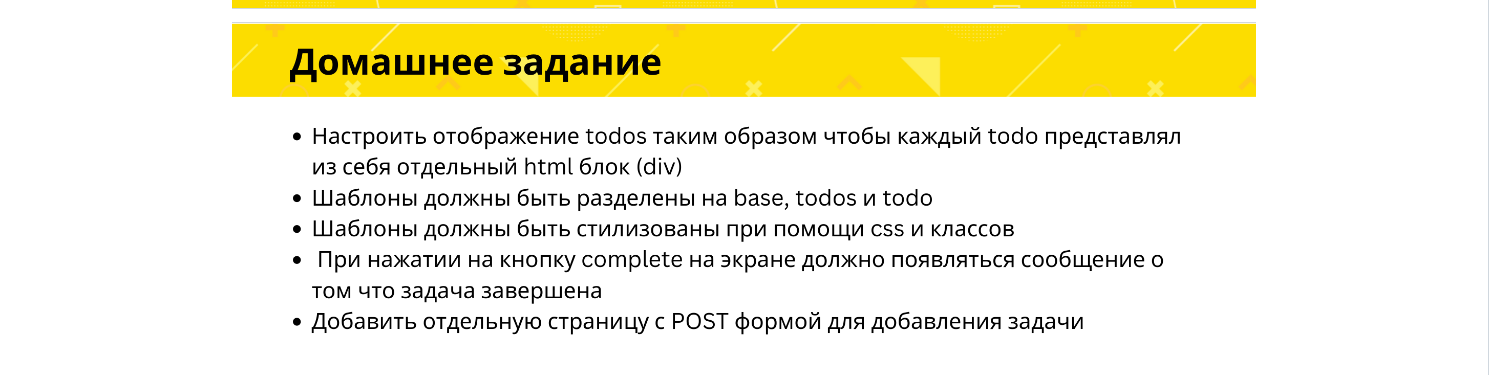 Домашнее задание
• Настроить отображение todos таким образом чтобы каждый todo представлял
из себя отдельный html блок (div)
• Шаблоны должны быть разделены на base, todos и todo
• Шаблоны должны быть стилизованы при помощи css и классов
• При нажатии на кнопку complete на экране должно появляться сообщение о
том что задача завершена
• Добавить отдельную страницу с POST формой для добавления задачи